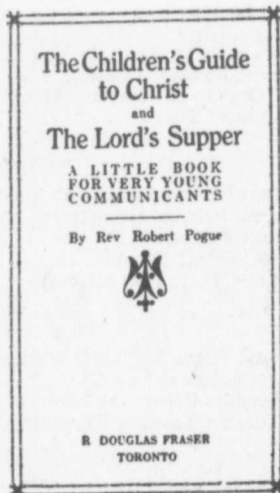 The Children's Guide
to Christ
and
The Lord's Supper
A LITTLE BOOK
FOR VERY YOUNG
COMMUNICANTS
By Rev Robert Pogue
R DOUGLAS FRASER
TORONTO